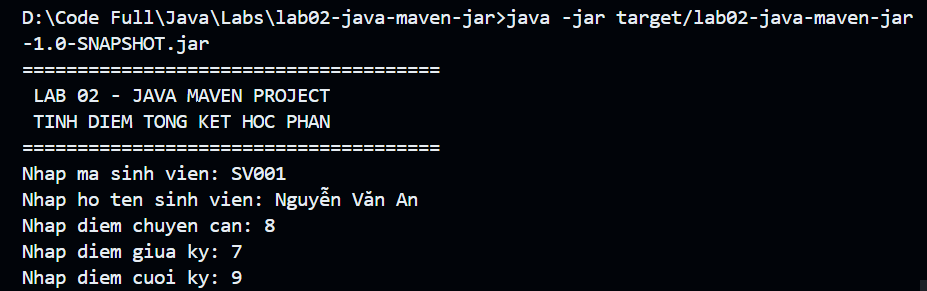 D:\Code Full\Java\Labs\lab02-java-maven-jar>java -jar target/lab02-java-maven-jar
-1.0-SNAPSHOT.jar
======================================
LAB 02 - JAVA MAVEN PROJECT
TINH DIEM TONG KET HOC PHAN
======================================
Nhap ma sinh vien: SV001
Nhap ho ten sinh vien: Nguyễn Văn An
Nhap diem chuyen can: 8
Nhap diem giua ky: 7
Nhap diem cuoi ky: 9